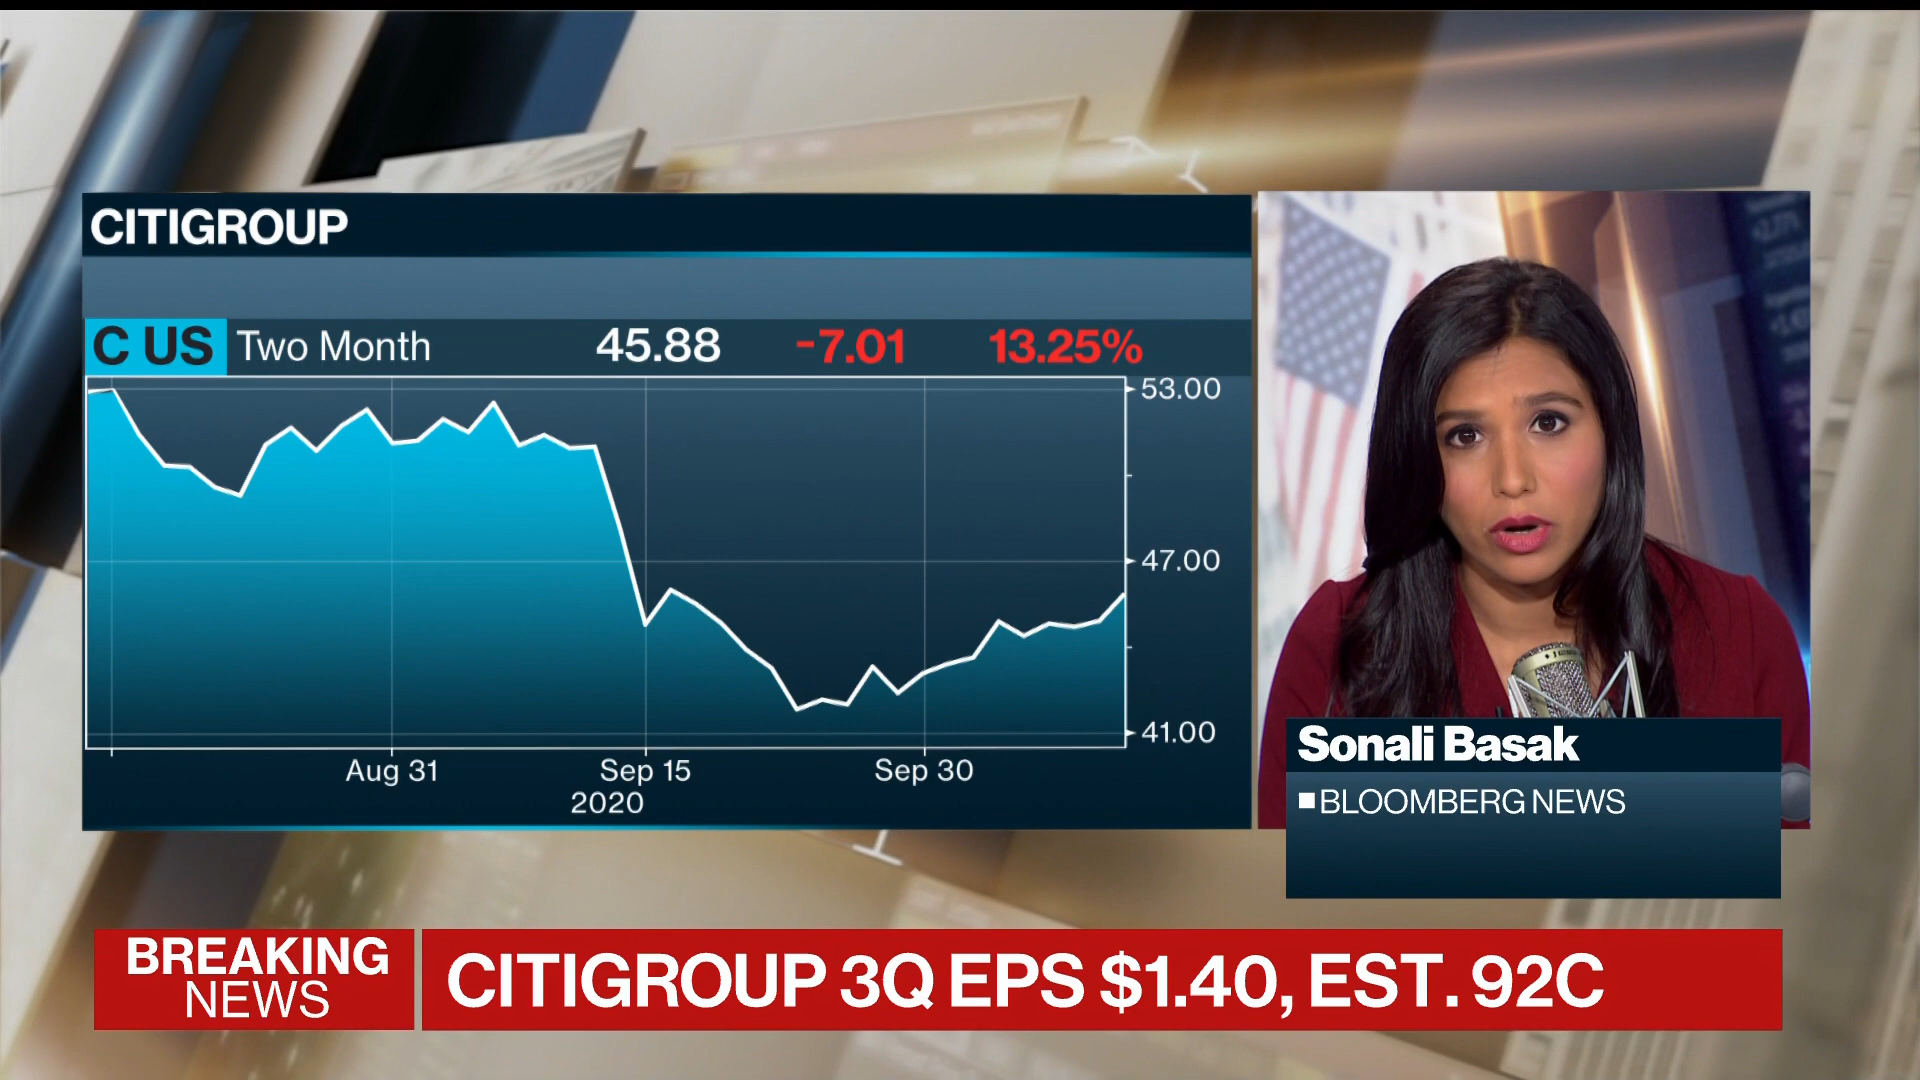 CITIGROUP
C US Two Month 45.88 -7.01 13.25%
53.00
47.00
41.00
Aug 31 Sep 15 Sep 30
2020
Sonali Basak
BLOOMBERG NEWS
BREAKING
NEWS
CITIGROUP 3Q EPS $1.40, EST. 92C